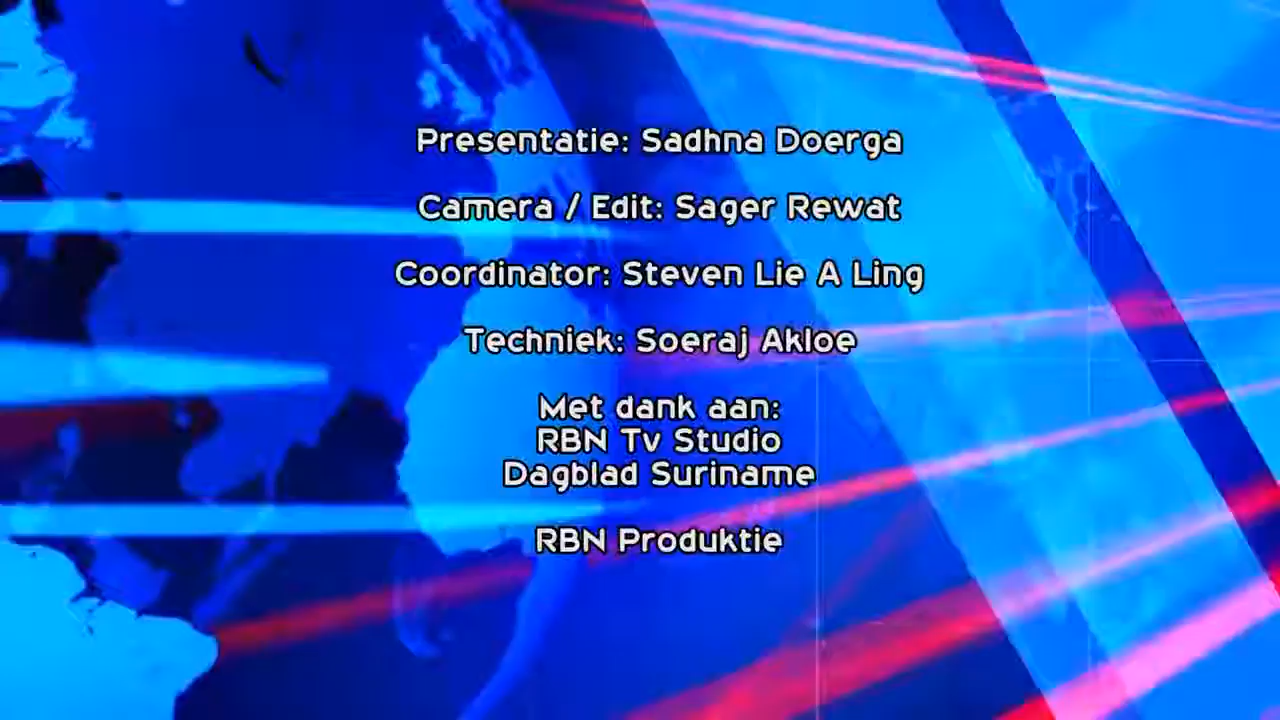 Presentatie: Sadhna Doerga
Camera / Edit: Sager Rewat
Coordinator: Steven Lie A Ling
Techniek: Soeraj Akloe
Met dank aan:
RBN Tv Studio
Dagblad Suriname
RBN Produktie